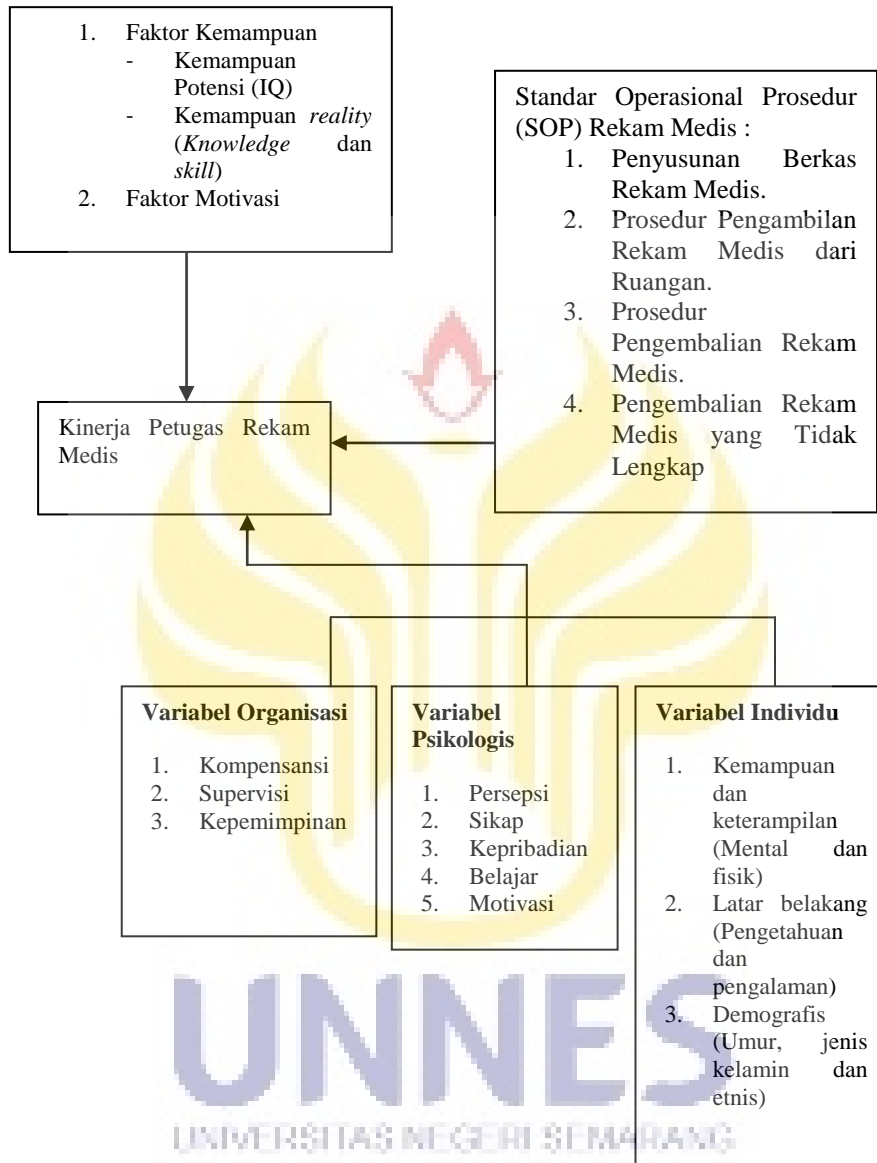 1. Faktor Kemampuan
- Kemampuan
Potensi (IQ)
- Kemampuan reality
(Knowledge dan
skill)
2. Faktor Motivasi
Standar Operasional Prosedur
(SOP) Rekam Medis :
1. Penyusunan Berkas
Rekam Medis.
2. Prosedur Pengambilan
Rekam Medis dari
Ruangan.
3. Prosedur
Pengembalian Rekam
Medis.
4. Pengembalian Rekam
Medis yang Tidak
Lengkap
Kinerja Petugas Rekam
Medis
Variabel Organisasi
1. Kompensansi
2. Supervisi
3. Kepemimpinan
Variabel
Psikologis
1. Persepsi
2. Sikap
3. Kepribadian
4. Belajar
5. Motivasi
Variabel Individu
1. Kemampuan
dan
keterampilan
(Mental dan
fisik)
2. Latar belakang
(Pengetahuan
dan
pengalaman)
3. Demografis
(Umur, jenis
kelamin dan
etnis)
UNNES
UNIVERSITAS NEGERI SEMARANG